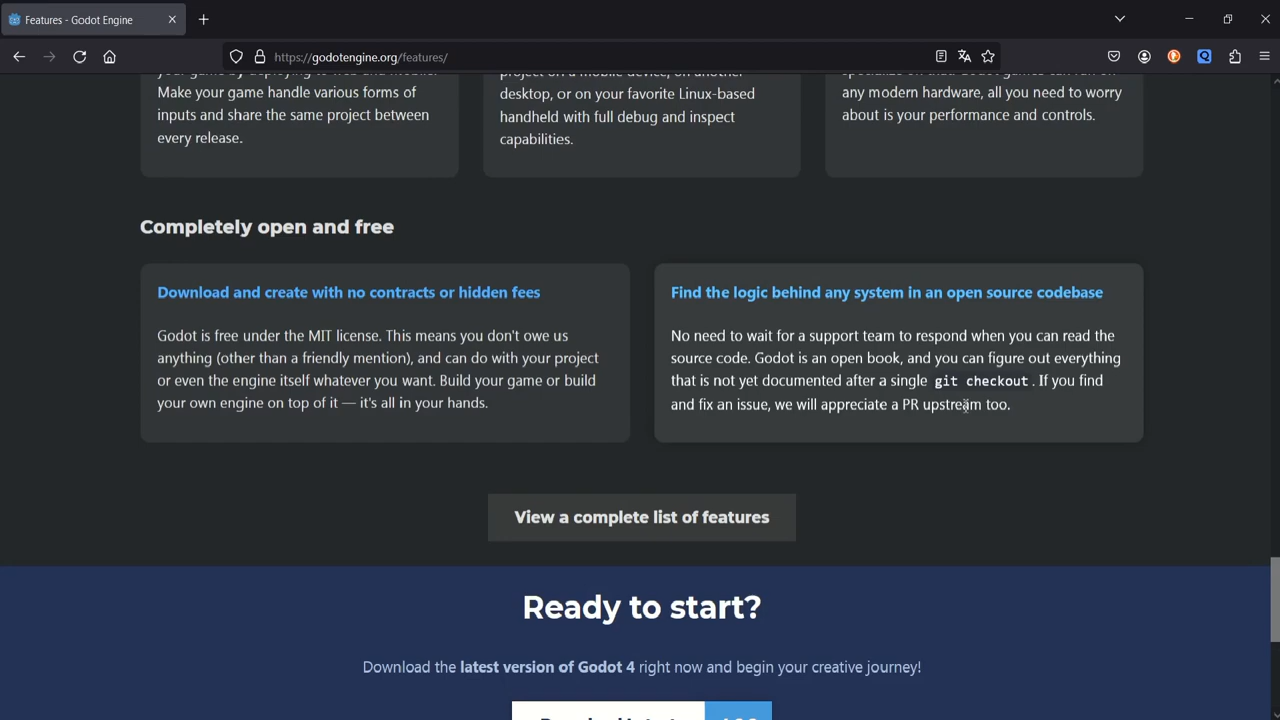 Features - Godot Engine
https://godotengine.org/features/
Make your game handle various forms of
inputs and share the same project between
every release.
project on a mobile device, on another
desktop, or on your favorite Linux-based
handheld with full debug and inspect
capabilities.
any modern hardware, all you need to worry
about is your performance and controls.
Completely open and free
Download and create with no contracts or hidden fees
Godot is free under the MIT license. This means you don't owe us
anything (other than a friendly mention), and can do with your project
or even the engine itself whatever you want. Build your game or build
your own engine on top of it — it's all in your hands.
Find the logic behind any system in an open source codebase
No need to wait for a support team to respond when you can read the
source code. Godot is an open book, and you can figure out everything
that is not yet documented after a single git checkout. If you find
and fix an issue, we will appreciate a PR upstream too.
View a complete list of features
Ready to start?
Download the latest version of Godot 4 right now and begin your creative journey!